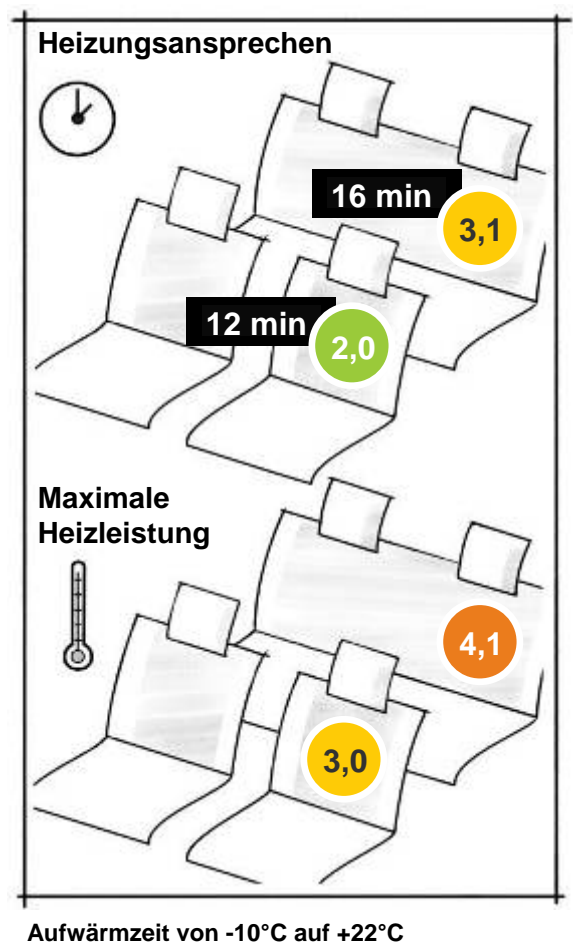 Heizungsansprechen
16 min
3,1
12 min
2,0
Maximale
Heizleistung
4,1
3,0
Aufwärmzeit von -10°C auf +22°C